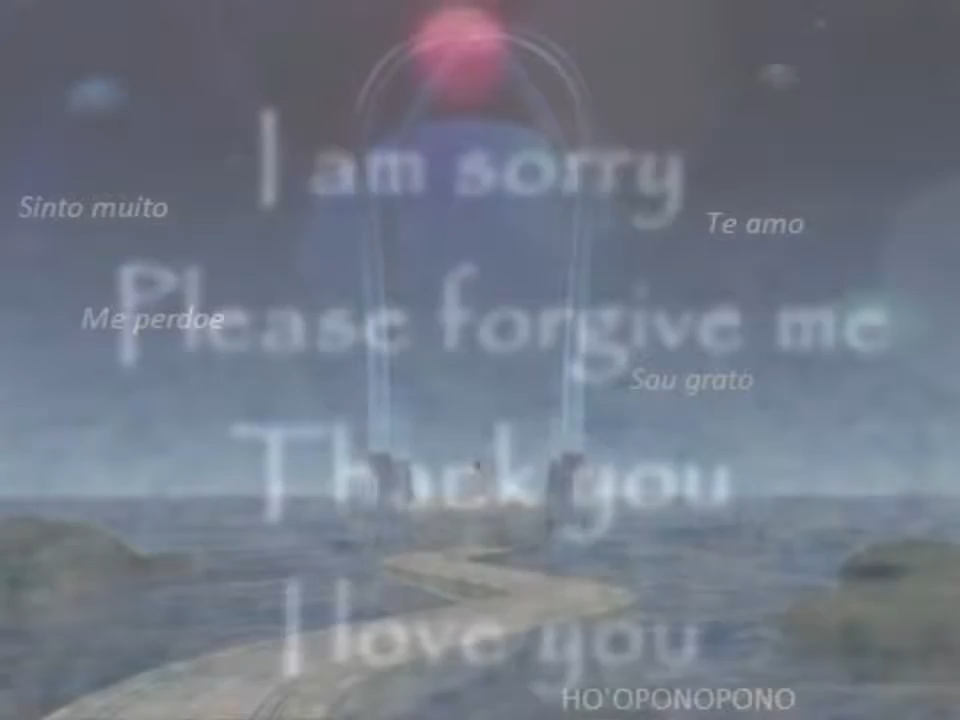 I am sorry
Sinto muito
Te amo
Please forgive me
Me perdoe
Sou grato
Thank you
I love you
HO'OPONOPONO